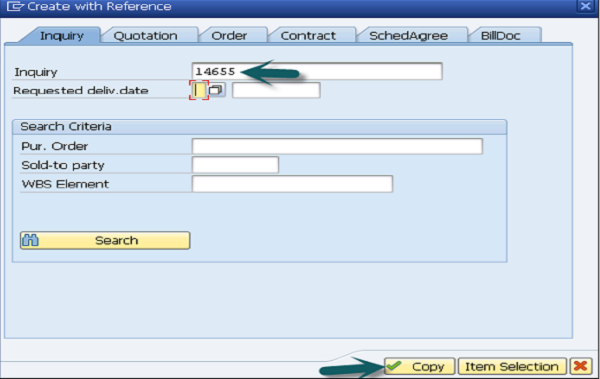 Create with Reference
Inquiry Quotation Order Contract SchedAgree BillDoc
Inquiry 14655
Requested deliv.date
Search Criteria
Pur. Order
Sold-to party
WBS Element
Search
Copy Item Selection